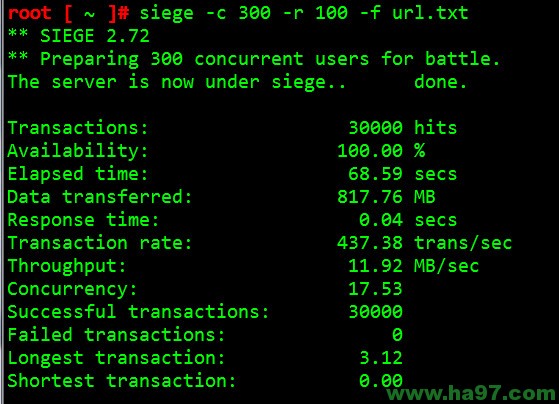 root [ ~ ]# siege -c 300 -r 100 -f url.txt
** SIEGE 2.72
** Preparing 300 concurrent users for battle.
The server is now under siege.. done.
Transactions: 30000 hits
Availability: 100.00 %
Elapsed time: 68.59 secs
Data transferred: 817.76 MB
Response time: 0.04 secs
Transaction rate: 437.38 trans/sec
Throughput: 11.92 MB/sec
Concurrency: 17.53
Successful transactions: 30000
Failed transactions: 0
Longest transaction: 3.12
Shortest transaction: 0.00
www.ha97.com